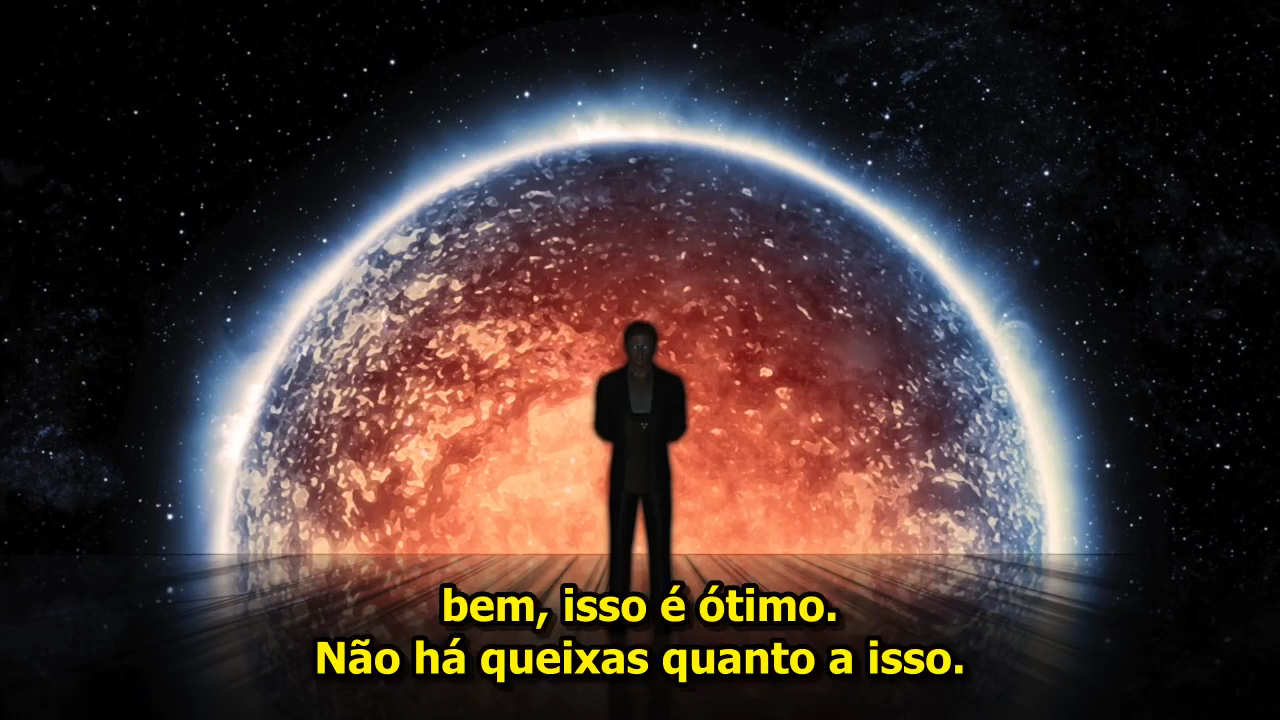 bem, isso é ótimo.
Não há queixas quanto a isso.